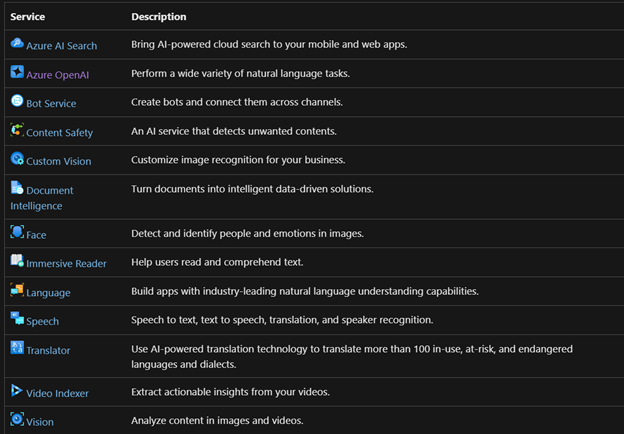 Service Description
Azure AI Search Bring AI-powered cloud search to your mobile and web apps.
Azure OpenAI Perform a wide variety of natural language tasks.
Bot Service Create bots and connect them across channels.
Content Safety An AI service that detects unwanted contents.
Custom Vision Customize image recognition for your business.
Document Turn documents into intelligent data-driven solutions.
Intelligence
Face Detect and identify people and emotions in images.
Immersive Reader Help users read and comprehend text.
Language Build apps with industry-leading natural language understanding capabilities.
Speech Speech to text, text to speech, translation, and speaker recognition.
Translator Use AI-powered translation technology to translate more than 100 in-use, at-risk, and endangered
languages and dialects.
Video Indexer Extract actionable insights from your videos.
Vision Analyze content in images and videos.